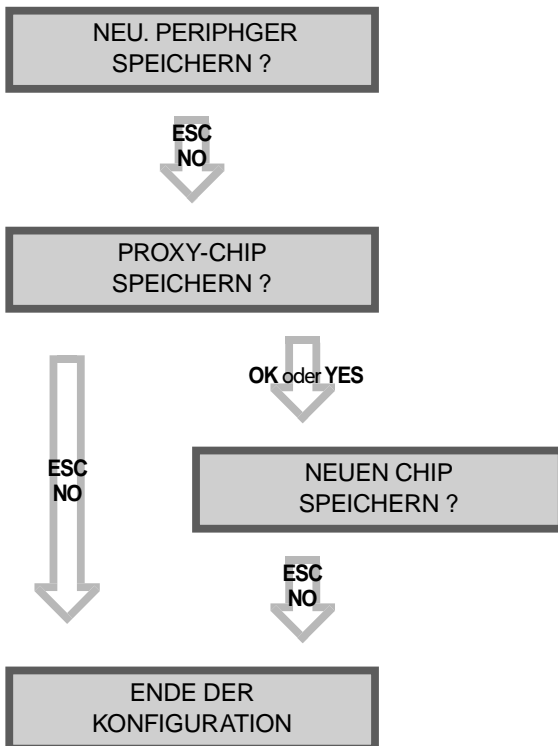 NEU. PERIPHGER
SPEICHERN ?
ESC
NO
PROXY-CHIP
SPEICHERN ?
OK oder YES
ESC
NO
NEUEN CHIP
SPEICHERN ?
ESC
NO
ENDE DER
KONFIGURATION